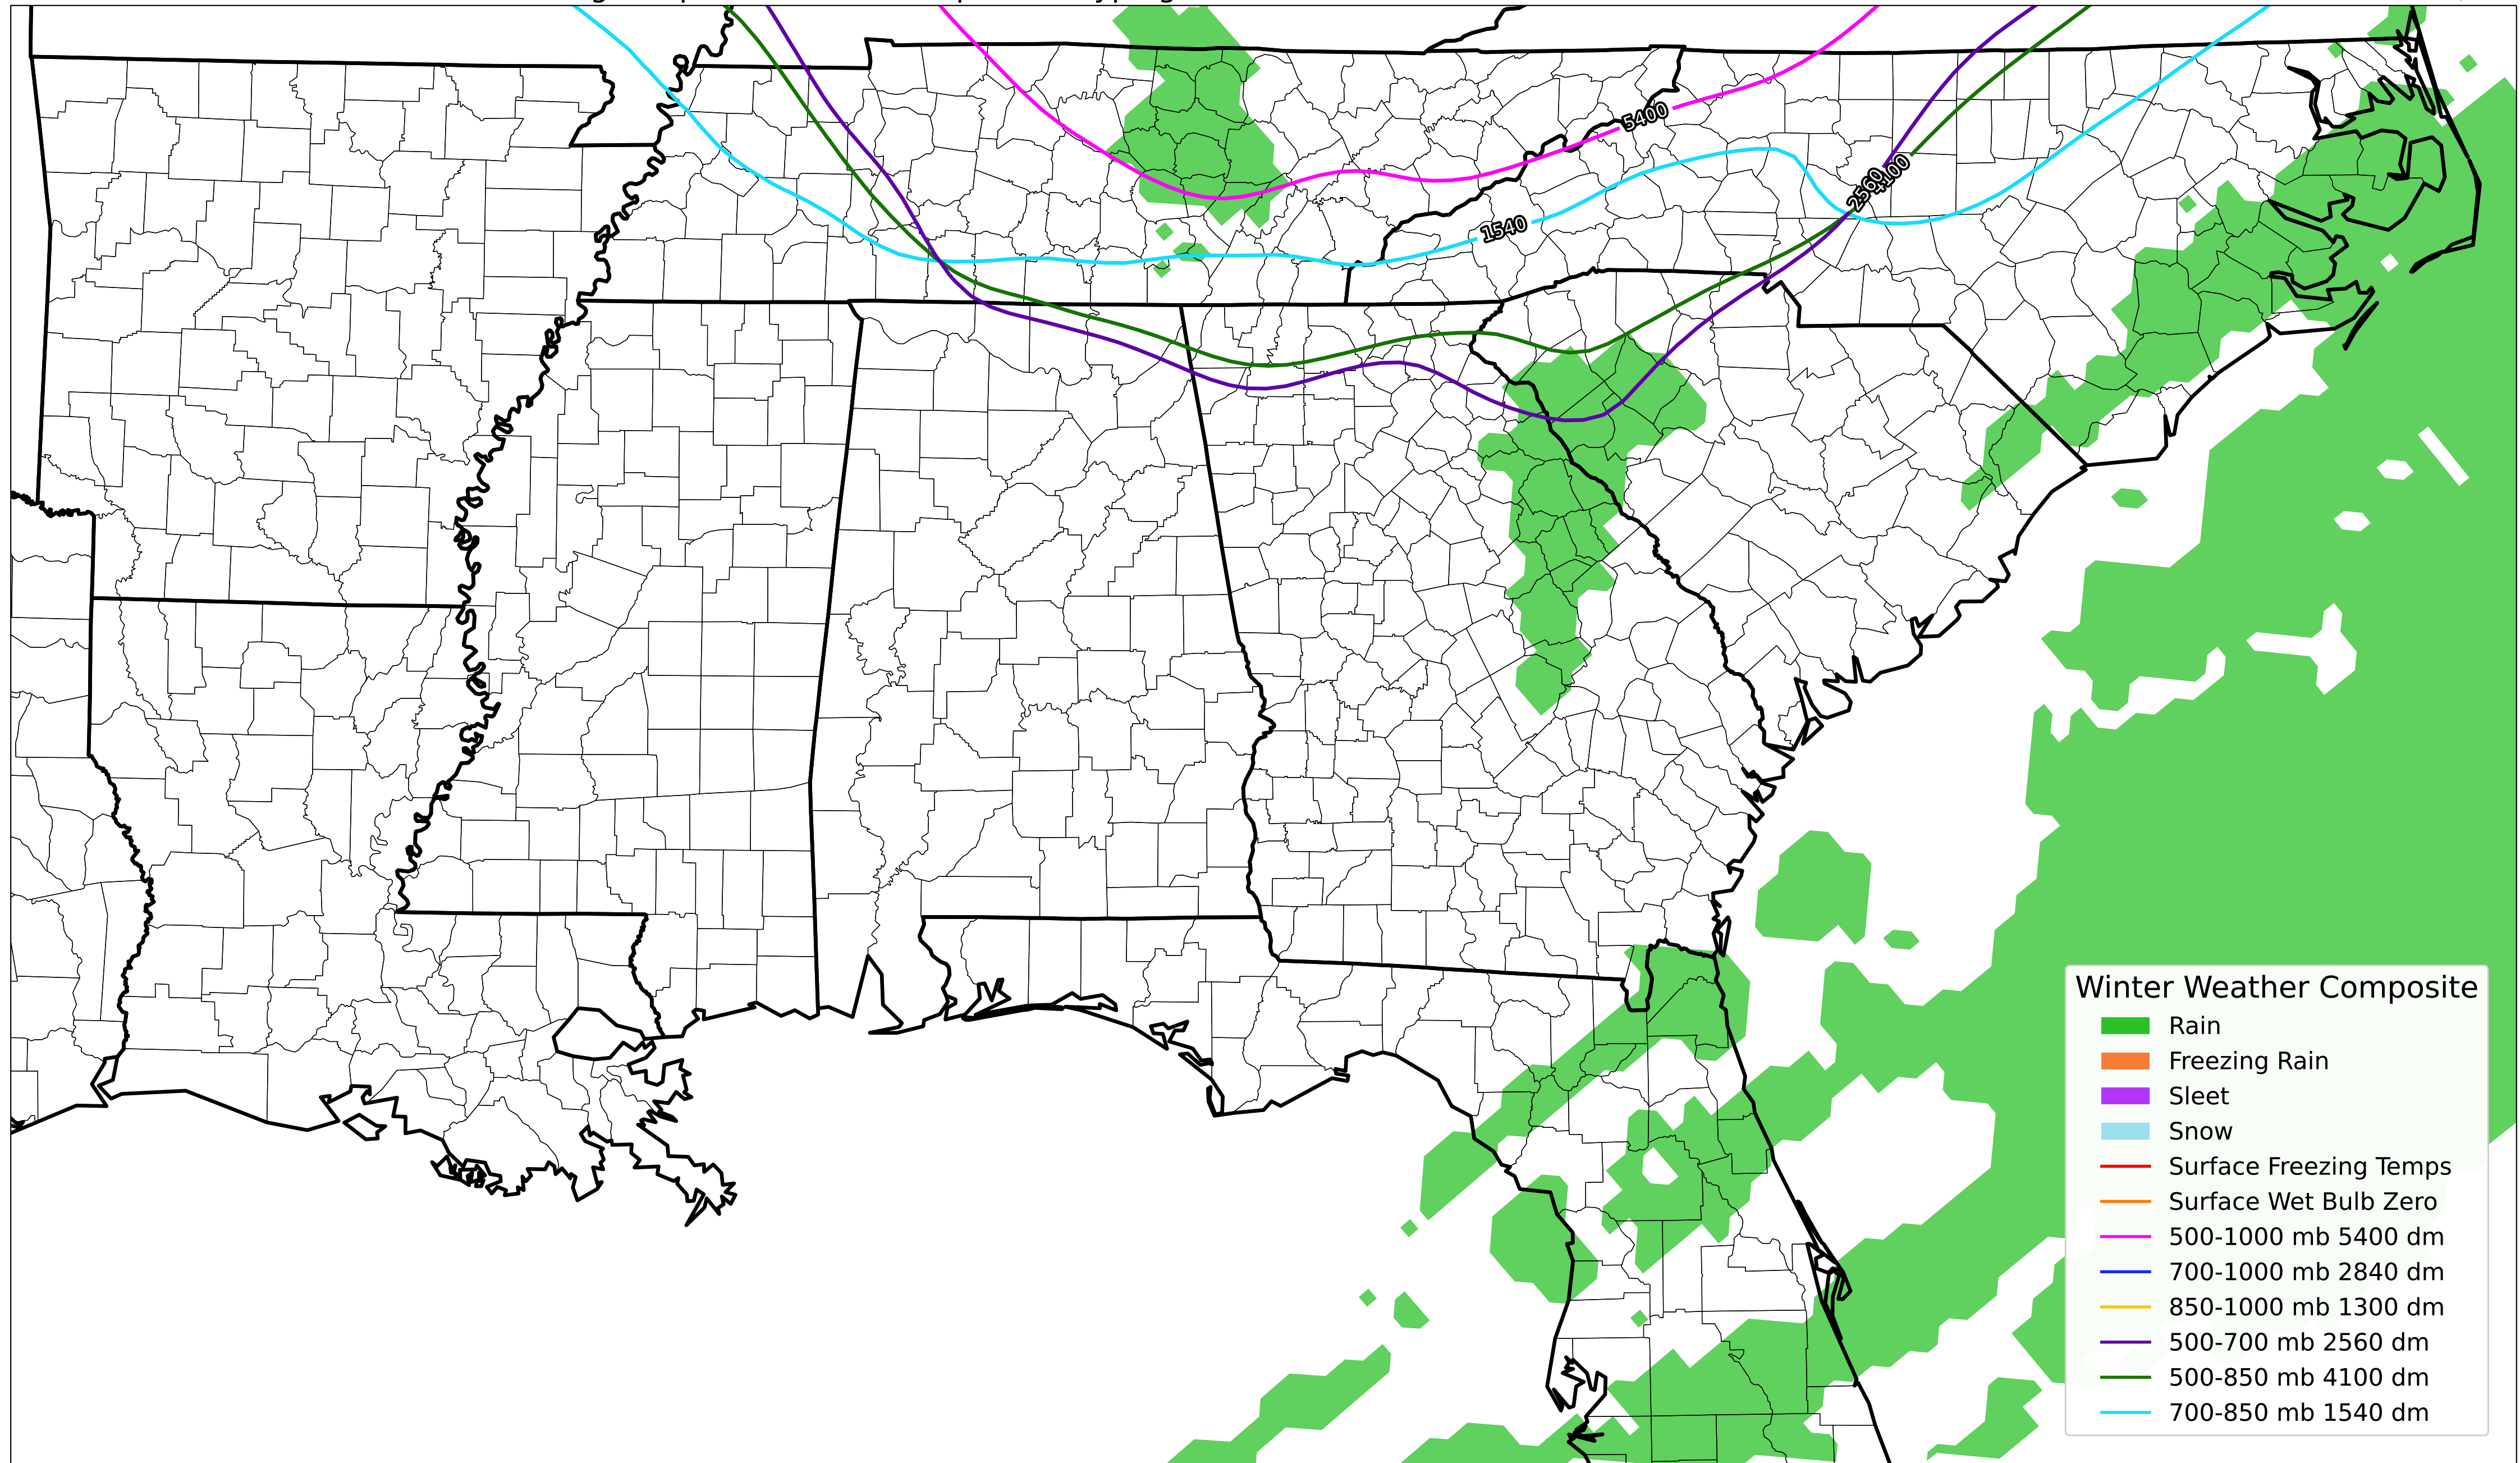 5400
1540
2560
4100
Winter Weather Composite
Rain
Freezing Rain
Sleet
Snow
Surface Freezing Temps
Surface Wet Bulb Zero
500-1000 mb 5400 dm
700-1000 mb 2840 dm
850-1000 mb 1300 dm
500-700 mb 2560 dm
500-850 mb 4100 dm
700-850 mb 1540 dm